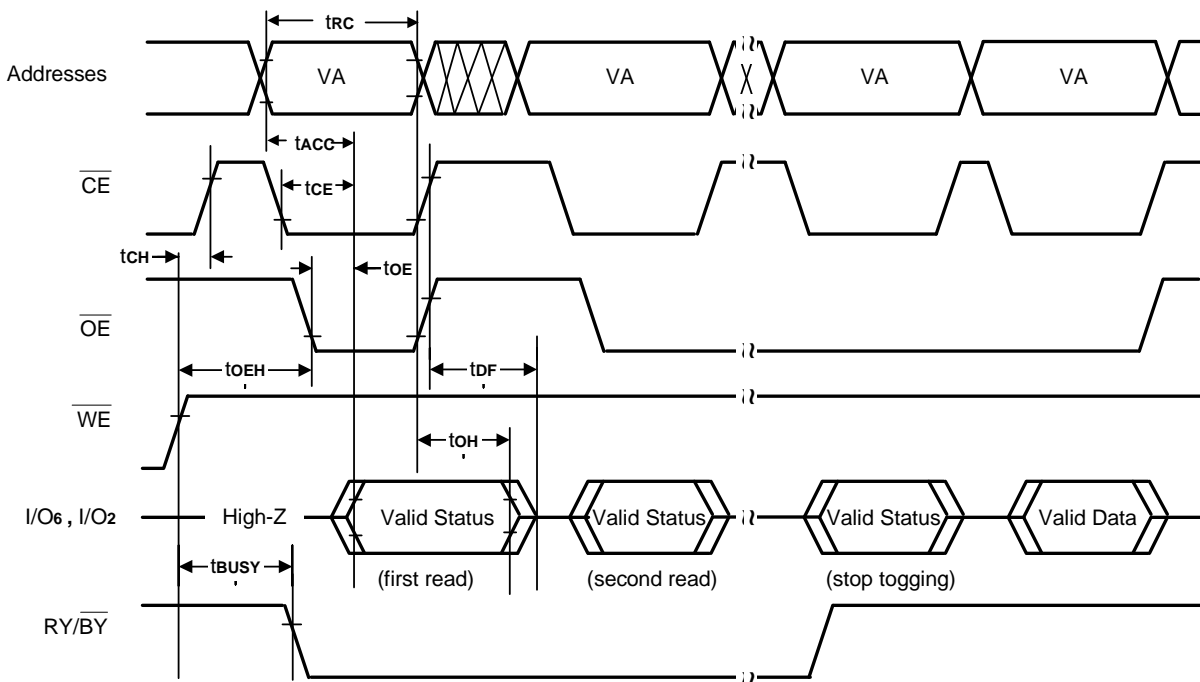 tRC
Addresses VA VA VA VA
tACC
CE tCE
tCH tOE
OE
tOEH tDF
WE
tOH
I/O6 , I/O2 High-Z Valid Status Valid Status Valid Status Valid Data
tBUSY (first read) (second read) (stop togging)
RY/BY